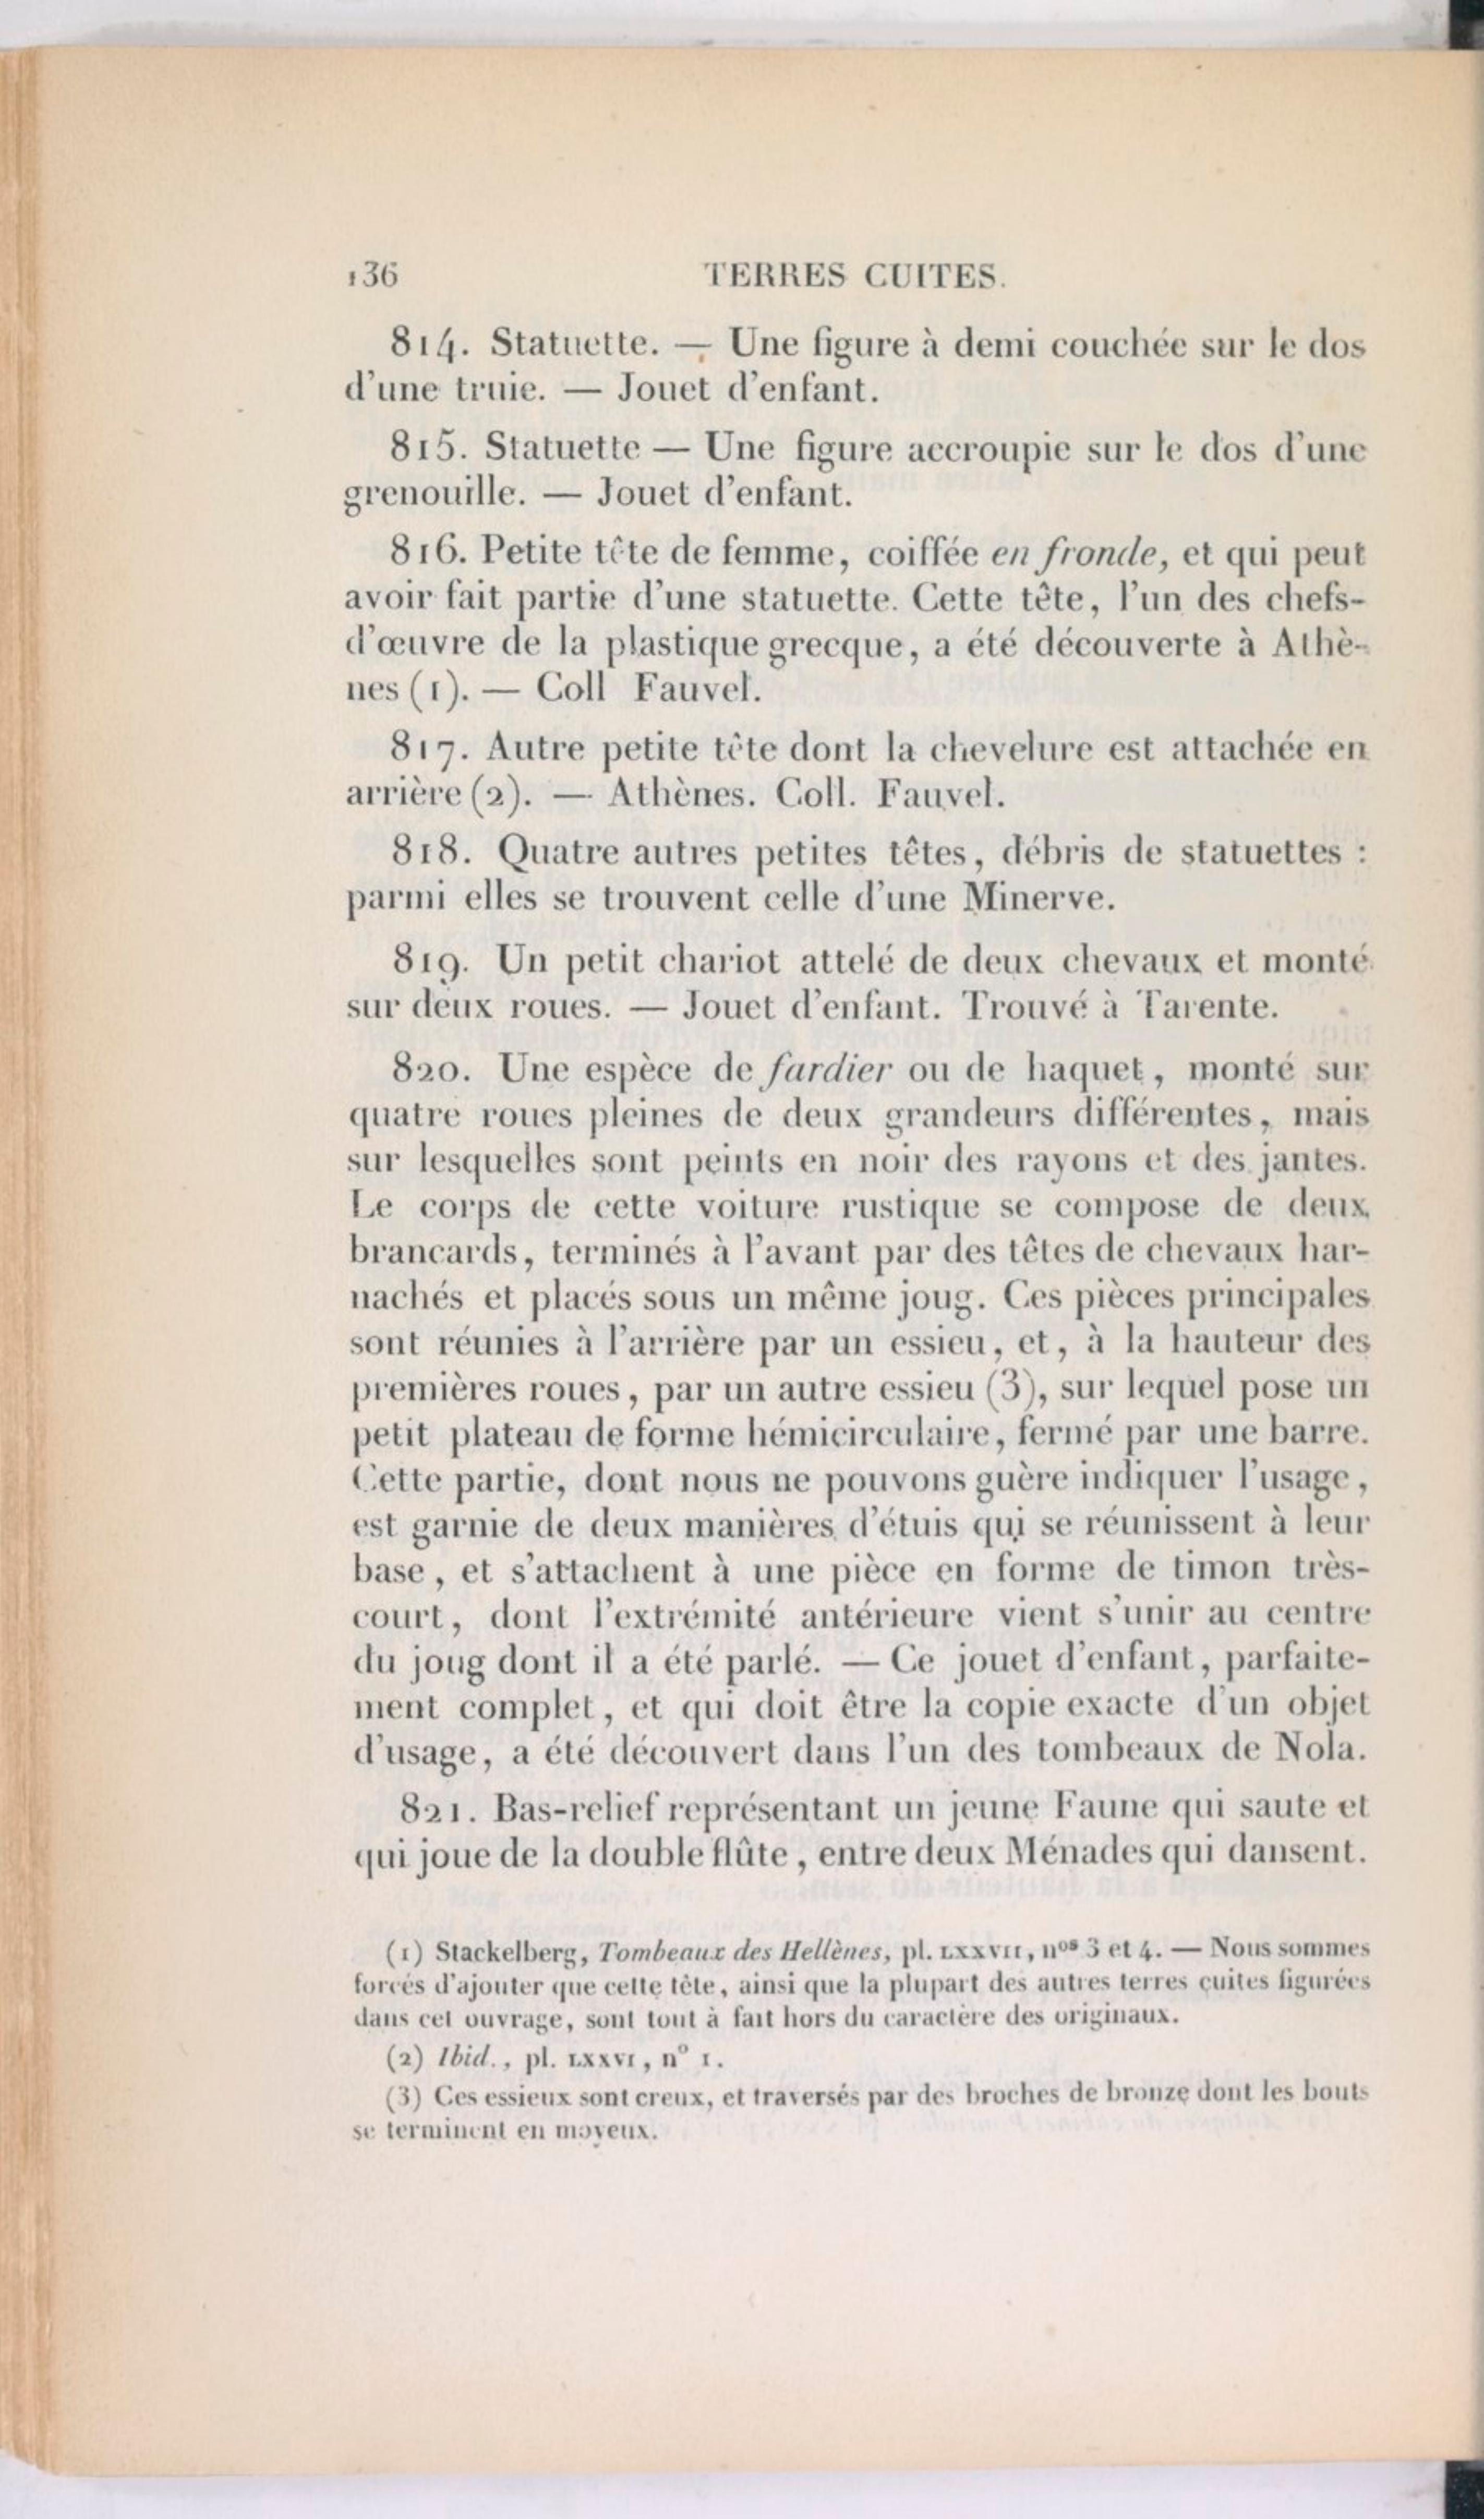 136 TERRES CUITES.
814. Statuette. — Une figure à demi couchée sur le dos
d'une truie. — Jouet d'enfant.
815. Statuette — Une figure accroupie sur le dos d'une
grenouille. — Jouet d'enfant.
816. Petite tête de femme, coiffée en fronde, et qui peut
avoir fait partie d'une statuette. Cette tête, l'un des chefs-
d'œuvre de la plastique grecque, a été découverte à Athè-
nes (1). — Coll Fauvel.
817. Autre petite tête dont la chevelure est attachée en
arrière (2). — Athènes. Coll. Fauvel.
818. Quatre autres petites têtes, débris de statuettes :
parmi elles se trouvent celle d'une Minerve.
819. Un petit chariot attelé de deux chevaux et monté
sur deux roues. — Jouet d'enfant. Trouvé à Tarente.
820. Une espèce de fardier ou de haquet, monté sur
quatre roues pleines de deux grandeurs différentes, mais
sur lesquelles sont peints en noir des rayons et des jantes.
Le corps de cette voiture rustique se compose de deux
brancards, terminés à l'avant par des têtes de chevaux har-
nachés et placés sous un même joug. Ces pièces principales
sont réunies à l'arrière par un essieu, et, à la hauteur des
premières roues, par un autre essieu (3), sur lequel pose un
petit plateau de forme hémicirculaire, fermé par une barre.
Cette partie, dont nous ne pouvons guère indiquer l'usage,
est garnie de deux manières d'étuis qui se réunissent à leur
base, et s'attachent à une pièce en forme de timon très-
court, dont l'extrémité antérieure vient s'unir au centre
du joug dont il a été parlé. — Ce jouet d'enfant, parfaite-
ment complet, et qui doit être la copie exacte d'un objet
d'usage, a été découvert dans l'un des tombeaux de Nola.
821. Bas-relief représentant un jeune Faune qui saute et
qui joue de la double flûte, entre deux Ménades qui dansent.
(1) Stackelberg, Tombeaux des Hellènes, pl. LXXVII, nos 3 et 4. — Nous sommes
forcés d'ajouter que cette tête, ainsi que la plupart des autres terres cuites figurées
dans cet ouvrage, sont tout à fait hors du caractère des originaux.
(2) Ibid., pl. LXXVI, n° 1.
(3) Ces essieux sont creux, et traversés par des broches de bronze dont les bouts
se terminent en moyeux.